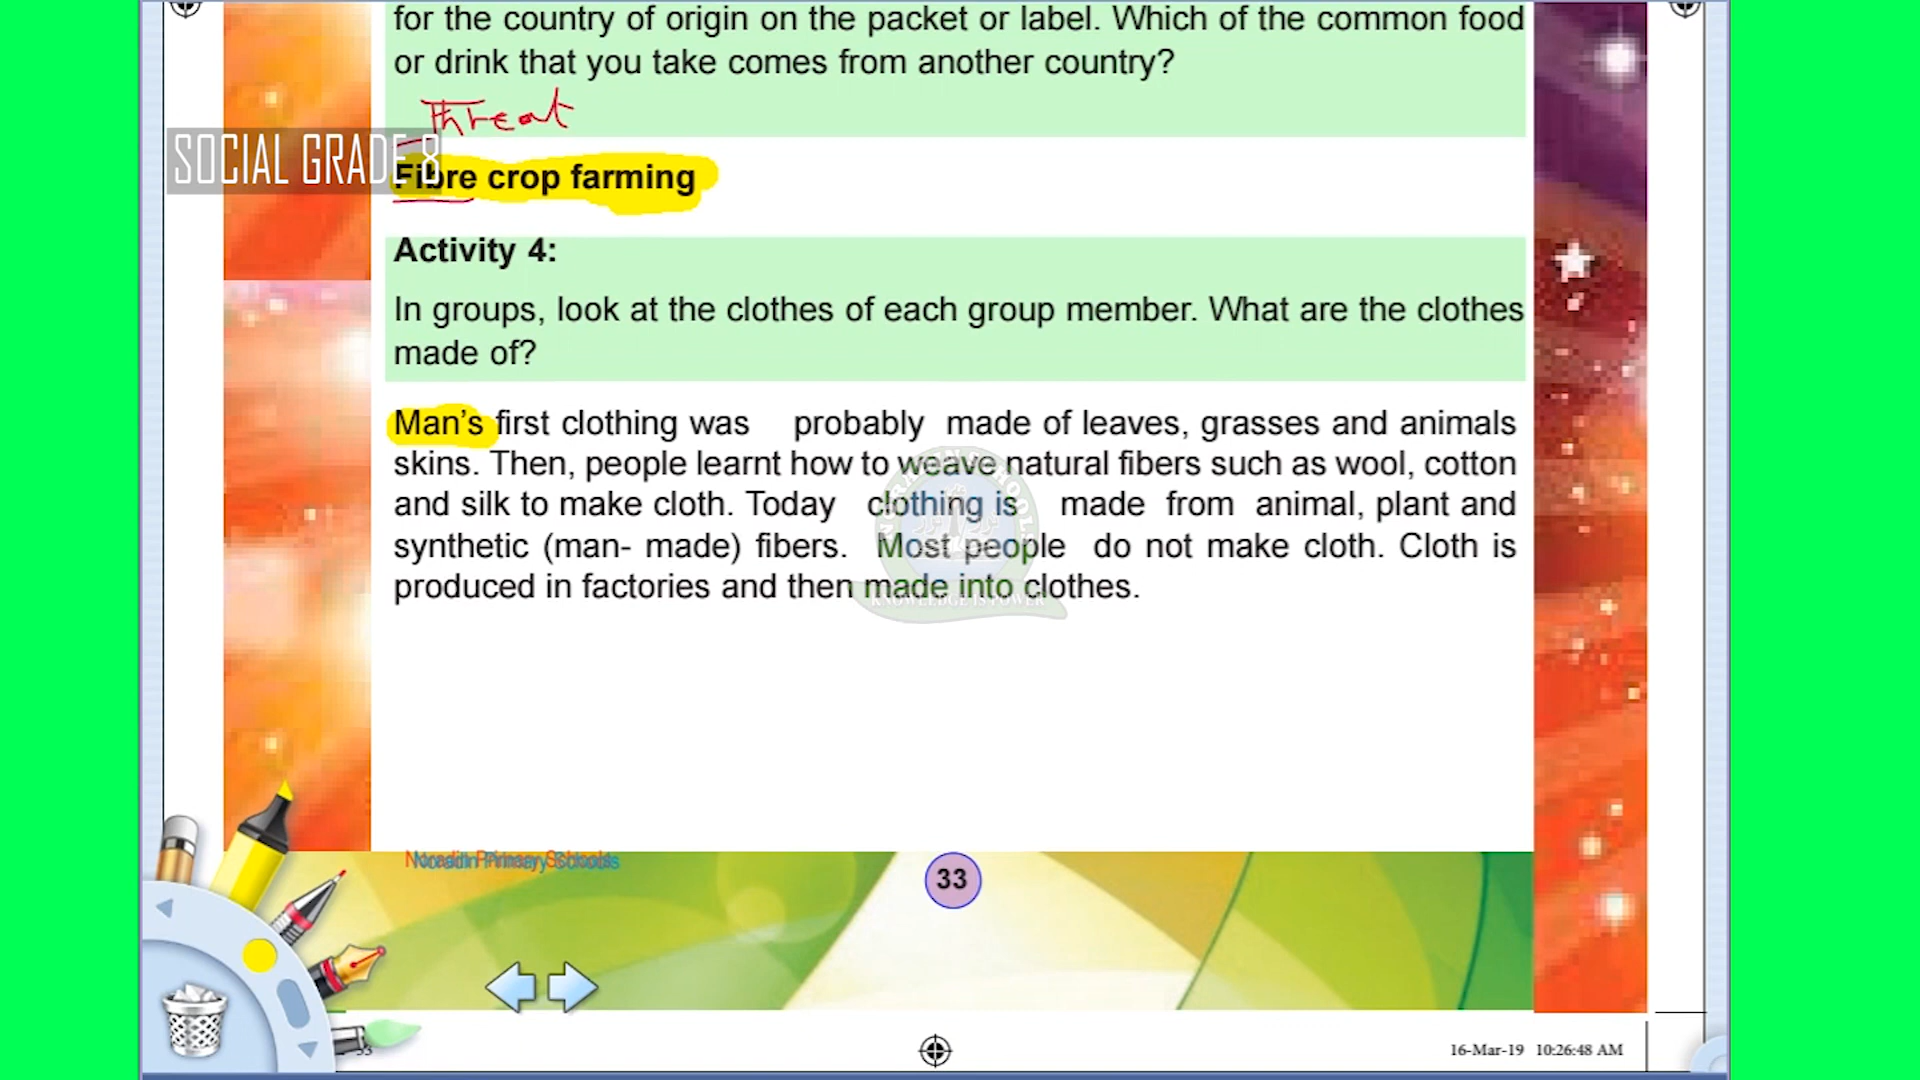 for the country of origin on the packet or label. Which of the common food
or drink that you take comes from another country?
threat
SOCIAL GRADE 8
Fibre crop farming
Activity 4:
In groups, look at the clothes of each group member. What are the clothes
made of?
Man's first clothing was probably made of leaves, grasses and animals
skins. Then, people learnt how to weave natural fibers such as wool, cotton
and silk to make cloth. Today clothing is made from animal, plant and
synthetic (man- made) fibers. Most people do not make cloth. Cloth is
produced in factories and then made into clothes.
KNOWLEDGE IS POWER
Primary Schools
33
33
16-Mar-19 10:26:48 AM